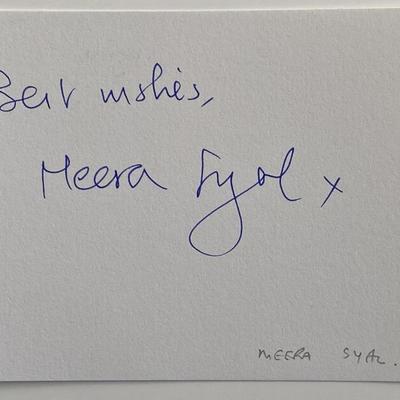 Best wishes,
Meera Syal x
MEERA SYAL.